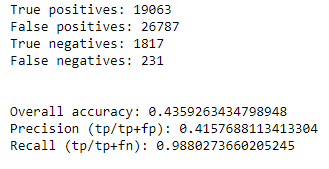 True positives: 19063
False positives: 26787
True negatives: 1817
False negatives: 231
Overall accuracy: 0.4359263434798948
Precision (tp/tp+fp): 0.4157688113413304
Recall (tp/tp+fn): 0.9880273660205245